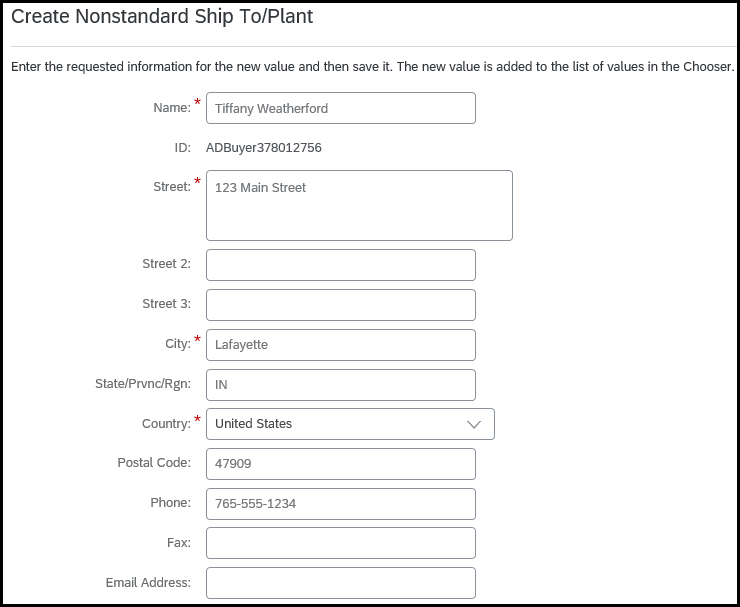 Create Nonstandard Ship To/Plant
Enter the requested information for the new value and then save it. The new value is added to the list of values in the Chooser.
Name: * Tiffany Weatherford
ID: ADBuyer378012756
Street: * 123 Main Street
Street 2:
Street 3:
City: * Lafayette
State/Prvnc/Rgn: IN
Country: * United States
Postal Code: 47909
Phone: 765-555-1234
Fax:
Email Address: